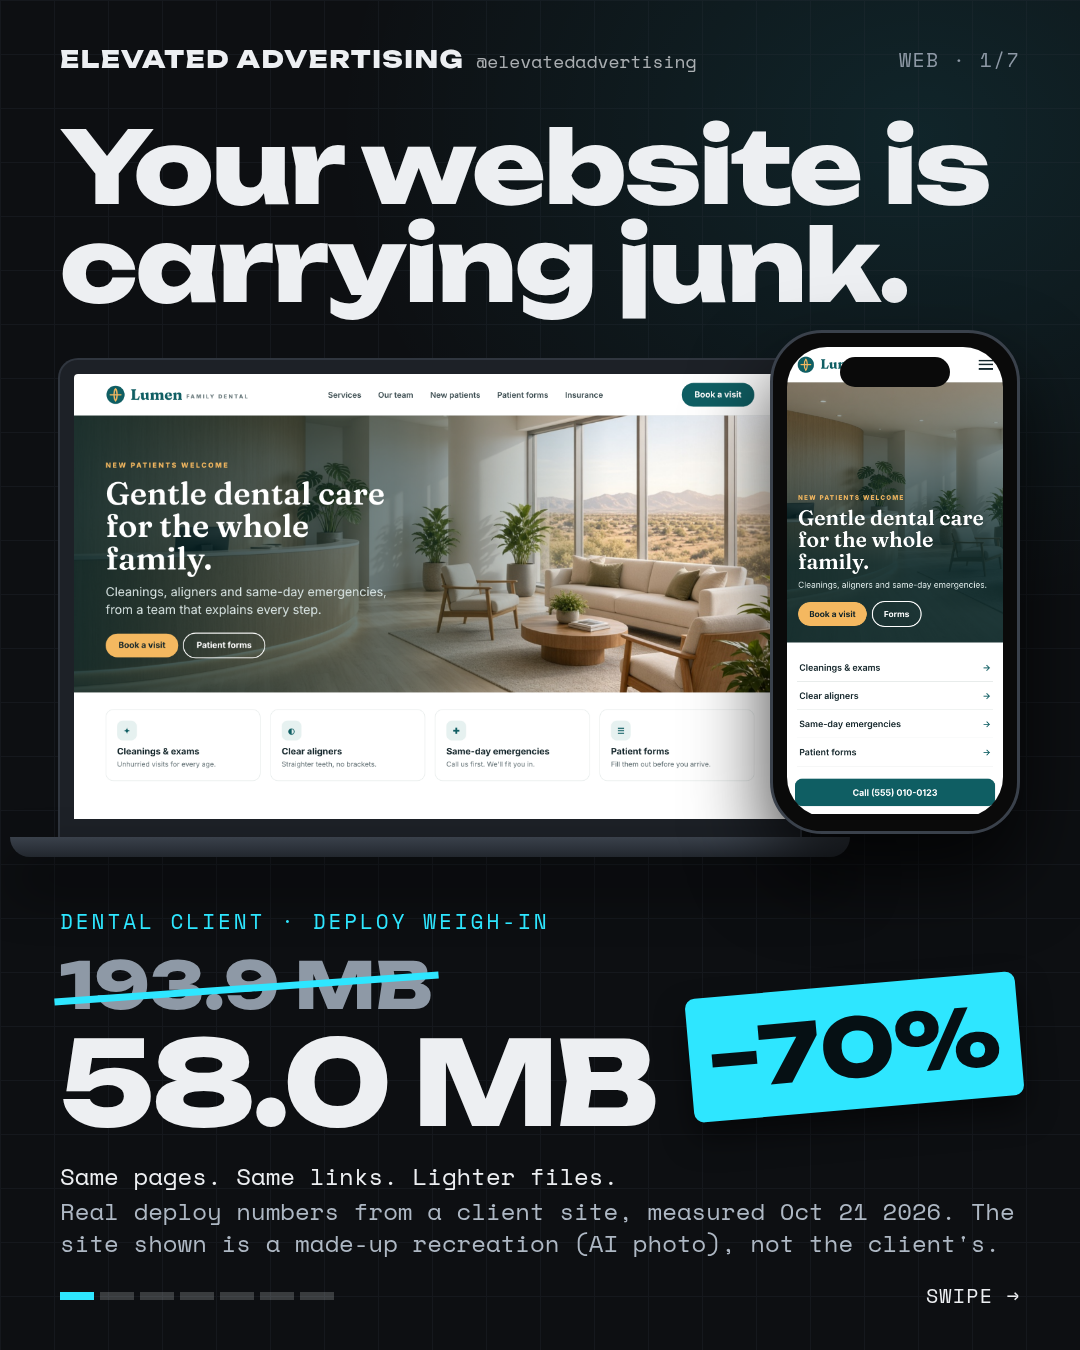 ELEVATED ADVERTISING @elevatedadvertising WEB · 1/7
Your website is
carrying junk.
Lumen FAMILY DENTAL Services Our team New patients Patient forms Insurance Book a visit
NEW PATIENTS WELCOME
Gentle dental care
for the whole
family.
Cleanings, aligners and same-day emergencies,
from a team that explains every step.
Book a visit Patient forms
Cleanings & exams
Unhurried visits for every age.
Clear aligners
Straighter teeth, no brackets.
Same-day emergencies
Call us first. We'll fit you in.
Patient forms
Fill them out before you arrive.
Lu
NEW PATIENTS WELCOME
Gentle dental care
for the whole
family.
Cleanings, aligners and same-day emergencies.
Book a visit Forms
Cleanings & exams →
Clear aligners →
Same-day emergencies →
Patient forms →
Call (555) 010-0123
DENTAL CLIENT · DEPLOY WEIGH-IN
193.9 MB
58.0 MB
-70%
Same pages. Same links. Lighter files.
Real deploy numbers from a client site, measured Oct 21 2026. The
site shown is a made-up recreation (AI photo), not the client's.
SWIPE →